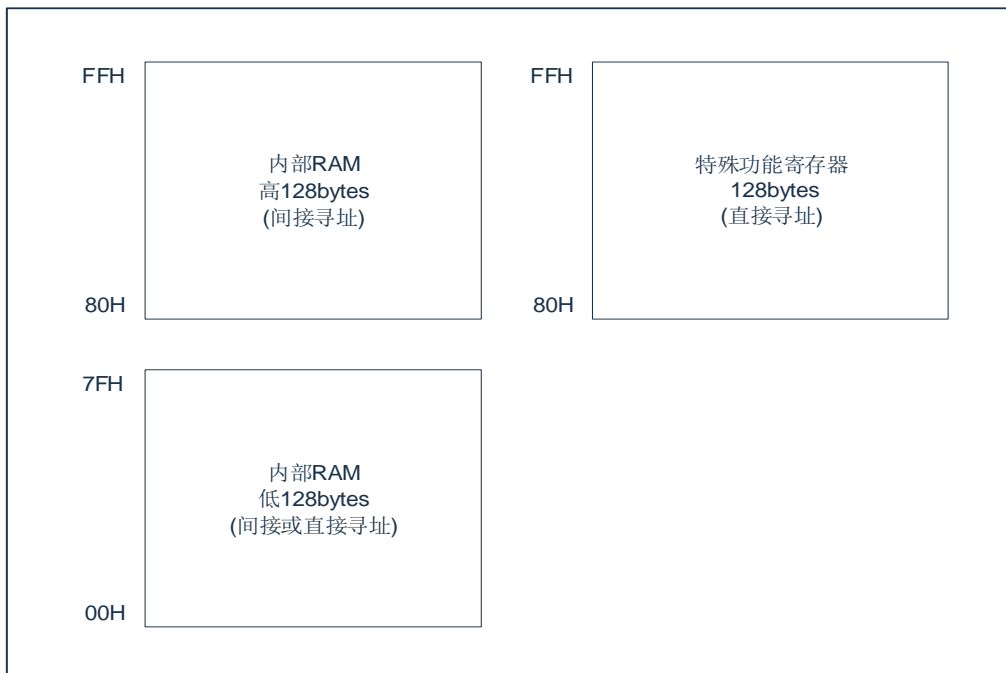 FFH
内部RAM
高128bytes
(间接寻址)
80H
FFH
特殊功能寄存器
128bytes
(直接寻址)
80H
7FH
内部RAM
低128bytes
(间接或直接寻址)
00H